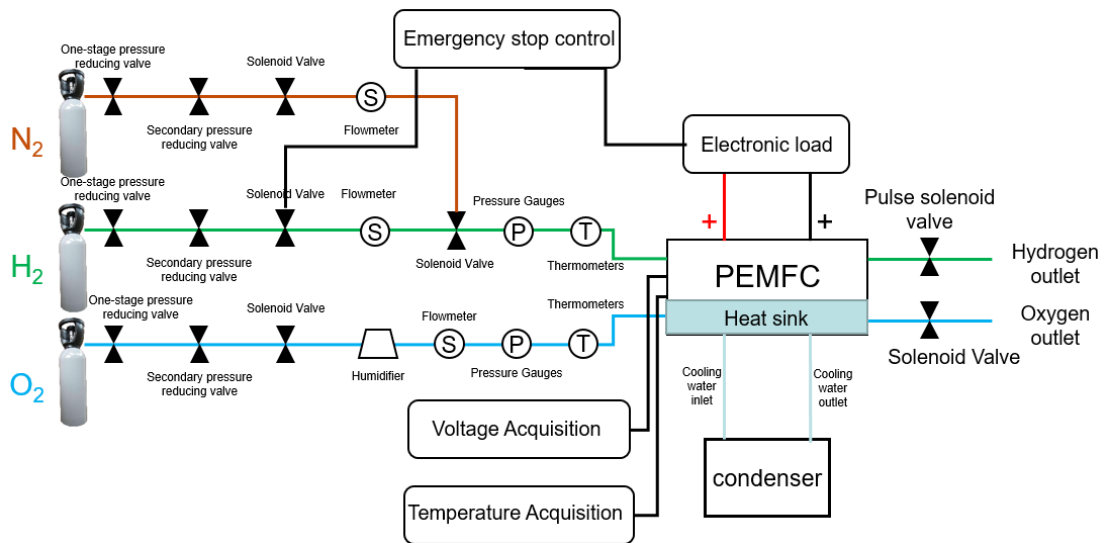 Emergency stop control
One-stage pressure
reducing valve
Solenoid Valve
N2
Secondary pressure
reducing valve
Flowmeter
Electronic load
One-stage pressure
reducing valve
Solenoid Valve
Flowmeter
Pressure Gauges
+
+
Pulse solenoid
valve
S
S
P
T
H2
Secondary pressure
reducing valve
Solenoid Valve
Thermometers
PEMFC
Hydrogen
outlet
One-stage pressure
reducing valve
Solenoid Valve
Flowmeter
Thermometers
Heat sink
Oxygen
outlet
S
P
T
O2
Secondary pressure
reducing valve
Humidifier
Pressure Gauges
Solenoid Valve
Cooling
water
inlet
Cooling
water
outlet
Voltage Acquisition
condenser
Temperature Acquisition